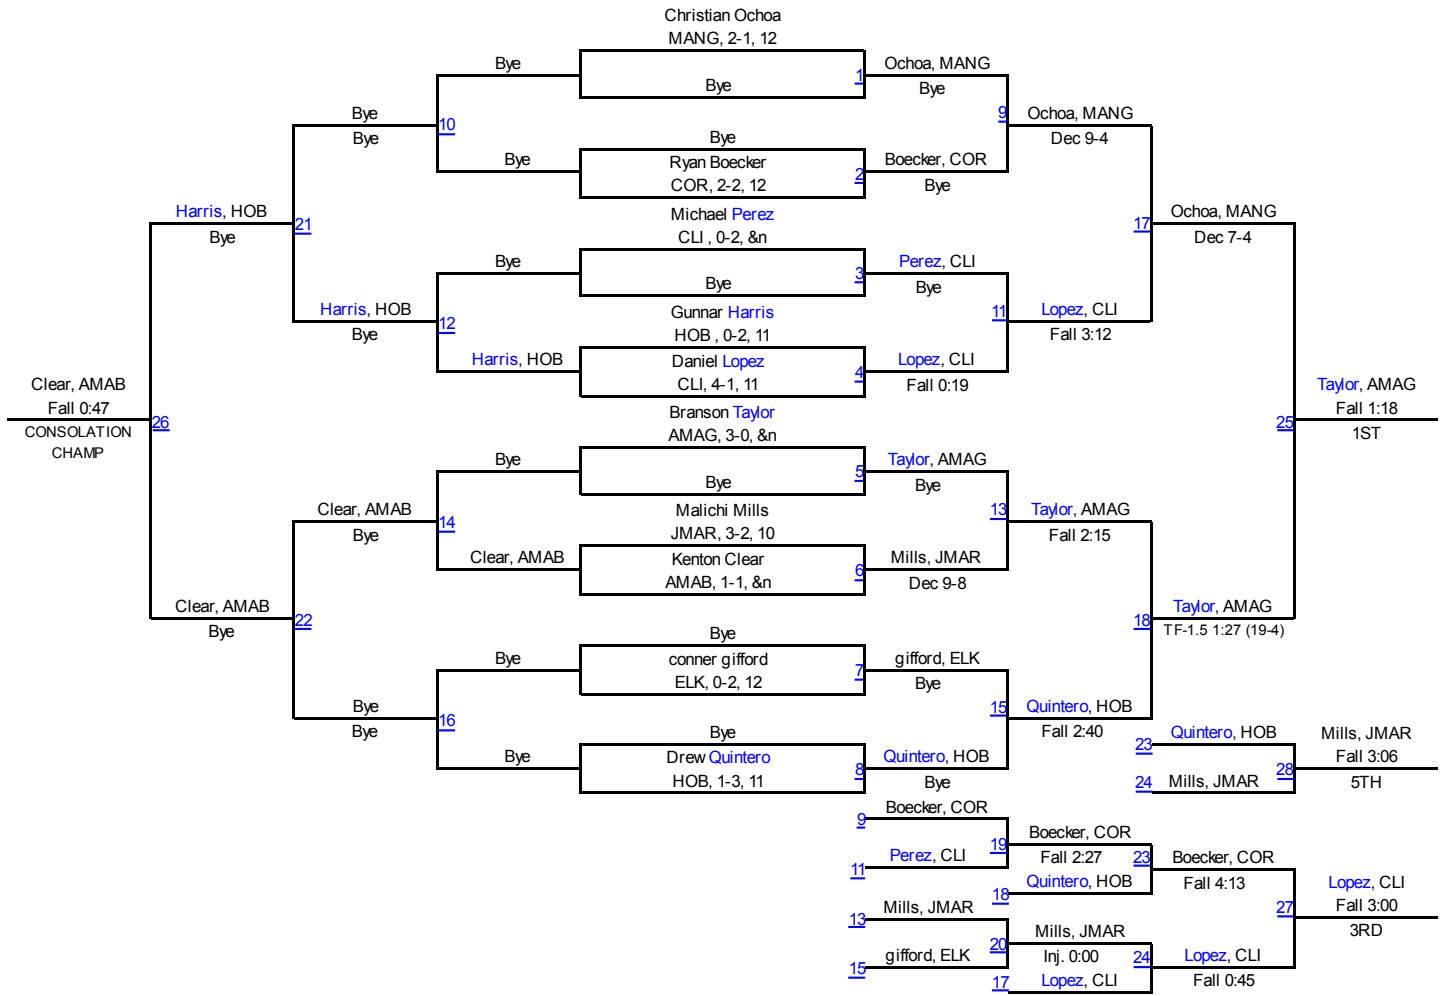 Christian Ochoa
MANG, 2-1, 12
Bye
Bye
1
Ochoa, MANG
Bye
Bye
Bye
10
9
Ochoa, MANG
Dec 9-4
Bye
Bye
Ryan Boecker
COR, 2-2, 12
2
Boecker, COR
Bye
Harris, HOB
Bye
21
Michael Perez
CLI , 0-2, &n
17
Ochoa, MANG
Dec 7-4
Bye
Bye
3
Perez, CLI
Bye
Harris, HOB
Bye
12
Gunnar Harris
HOB , 0-2, 11
11
Lopez, CLI
Fall 3:12
Harris, HOB
Daniel Lopez
CLI, 4-1, 11
4
Lopez, CLI
Fall 0:19
Clear, AMAB
Fall 0:47
CONSOLATION
CHAMP
26
Branson Taylor
AMAG, 3-0, &n
25
Taylor, AMAG
Fall 1:18
1ST
Bye
Bye
5
Taylor, AMAG
Bye
Clear, AMAB
Bye
14
Malichi Mills
JMAR, 3-2, 10
13
Taylor, AMAG
Fall 2:15
Clear, AMAB
Kenton Clear
AMAB, 1-1, &n
6
Mills, JMAR
Dec 9-8
Clear, AMAB
Bye
22
18
Taylor, AMAG
TF-1.5 1:27 (19-4)
Bye
Bye
conner gifford
ELK, 0-2, 12
7
gifford, ELK
Bye
Bye
Bye
16
15
Quintero, HOB
Fall 2:40
Bye
Bye
Drew Quintero
HOB, 1-3, 11
8
Quintero, HOB
Bye
23
Quintero, HOB
24
Mills, JMAR
28
Mills, JMAR
Fall 3:06
5TH
9
Boecker, COR
11
Perez, CLI
19
Boecker, COR
Fall 2:27
18
Quintero, HOB
23
Boecker, COR
Fall 4:13
13
Mills, JMAR
15
gifford, ELK
20
Mills, JMAR
Inj. 0:00
17
Lopez, CLI
24
Lopez, CLI
Fall 0:45
27
Lopez, CLI
Fall 3:00
3RD